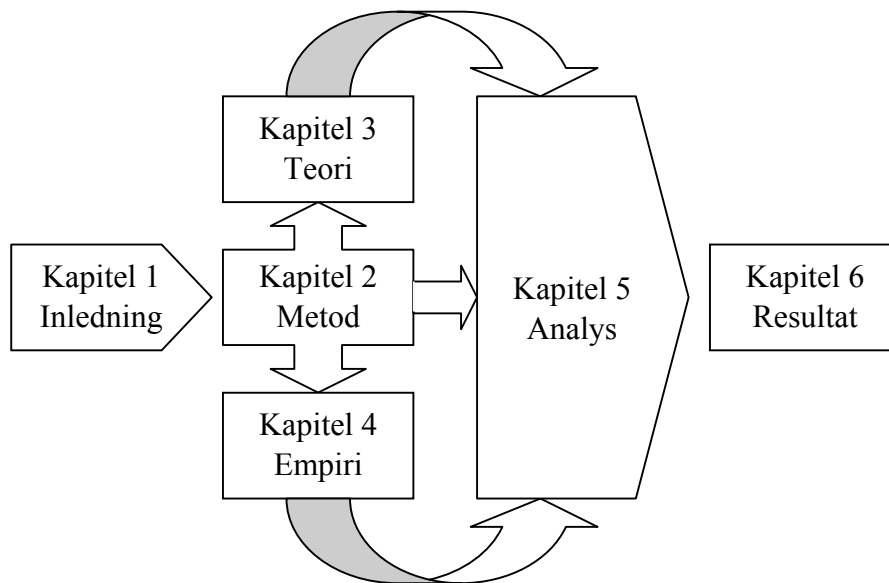 Kapitel 1
Inledning
Kapitel 2
Metod
Kapitel 3
Teori
Kapitel 4
Empiri
Kapitel 5
Analys
Kapitel 6
Resultat